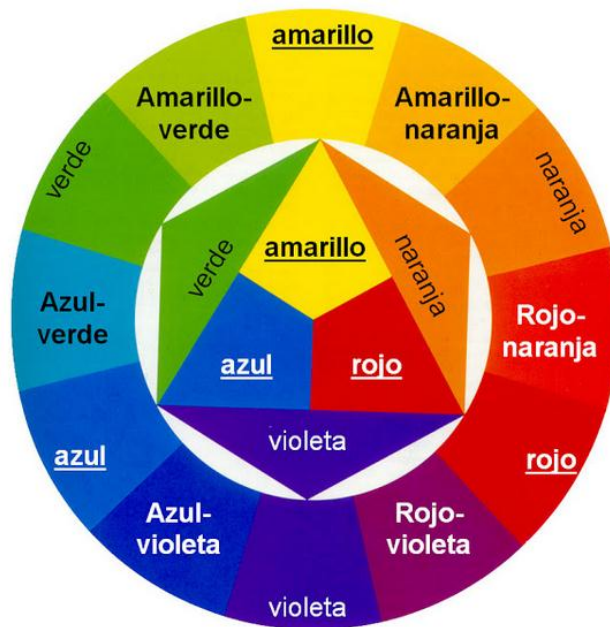 amarillo
Amarillo-
verde
Amarillo-
naranja
verde
naranja
Azul-
verde
Rojo-
naranja
azul
rojo
Azul-
violeta
Rojo-
violeta
violeta
amarillo
verde
naranja
azul
rojo
violeta